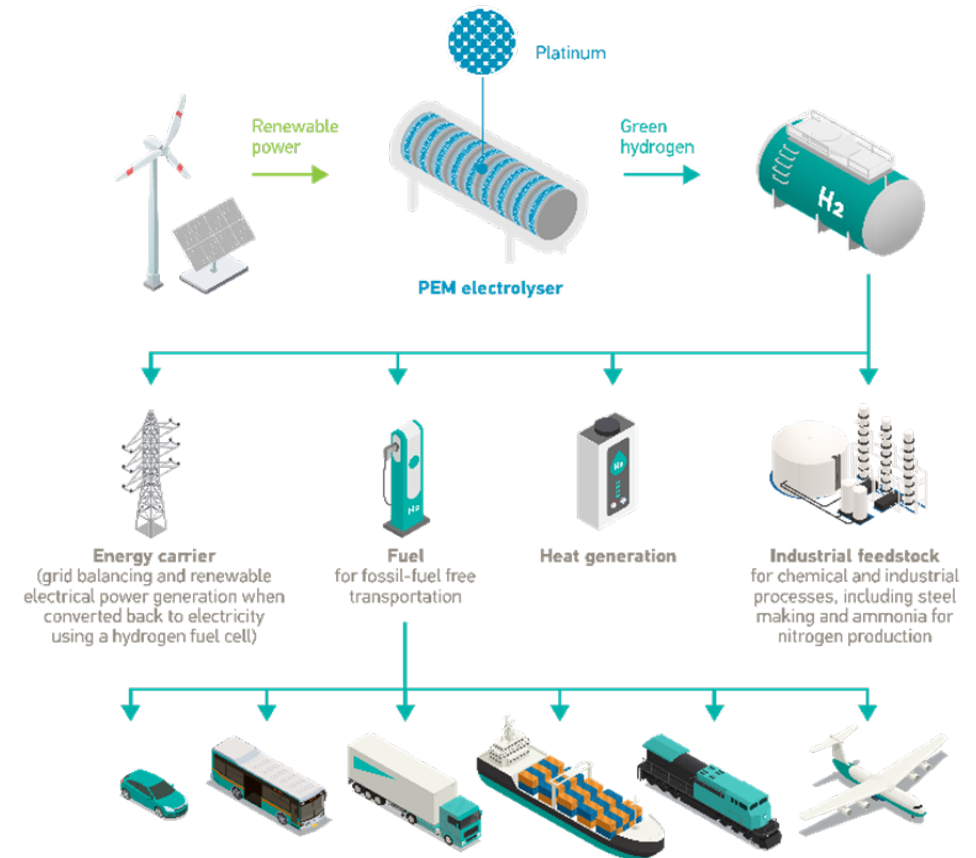 Platinum
Renewable
power
Green
hydrogen
H2
PEM electrolyser
H2
H2
Energy carrier
(grid balancing and renewable
electrical power generation when
converted back to electricity
using a hydrogen fuel cell)
Fuel
for fossil-fuel free
transportation
Heat generation
Industrial feedstock
for chemical and industrial
processes, including steel
making and ammonia for
nitrogen production